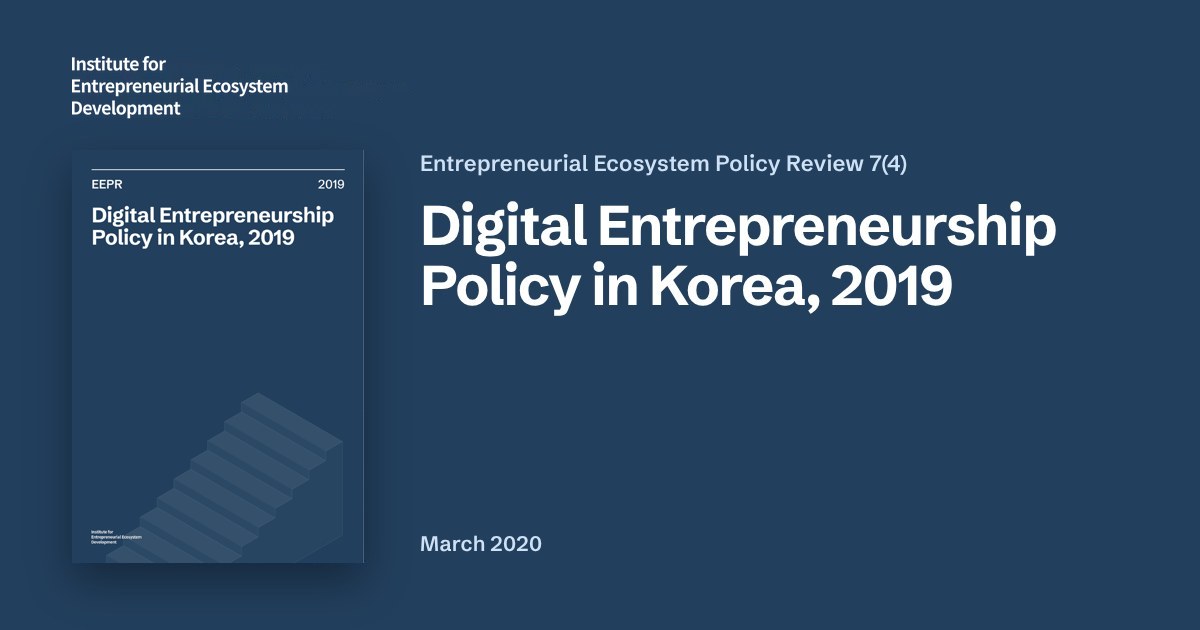 Institute for
Entrepreneurial Ecosystem
Development
EEPR 2019
Digital Entrepreneurship
Policy in Korea, 2019
Institute for
Entrepreneurial Ecosystem
Development
Entrepreneurial Ecosystem Policy Review 7(4)
Digital Entrepreneurship
Policy in Korea, 2019
March 2020